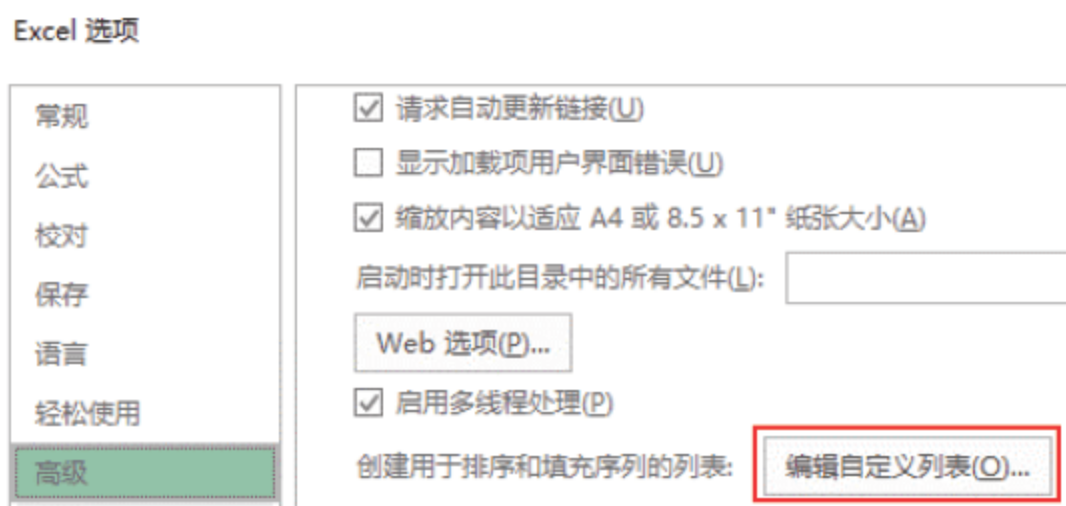 Excel 选项
常规
公式
校对
保存
语言
轻松使用
高级
请求自动更新链接(U)
显示加载项用户界面错误(U)
缩放内容以适应 A4 或 8.5 x 11" 纸张大小(A)
启动时打开此目录中的所有文件(L):
Web 选项(P)...
启用多线程处理(P)
创建用于排序和填充序列的列表: 编辑自定义列表(O)...